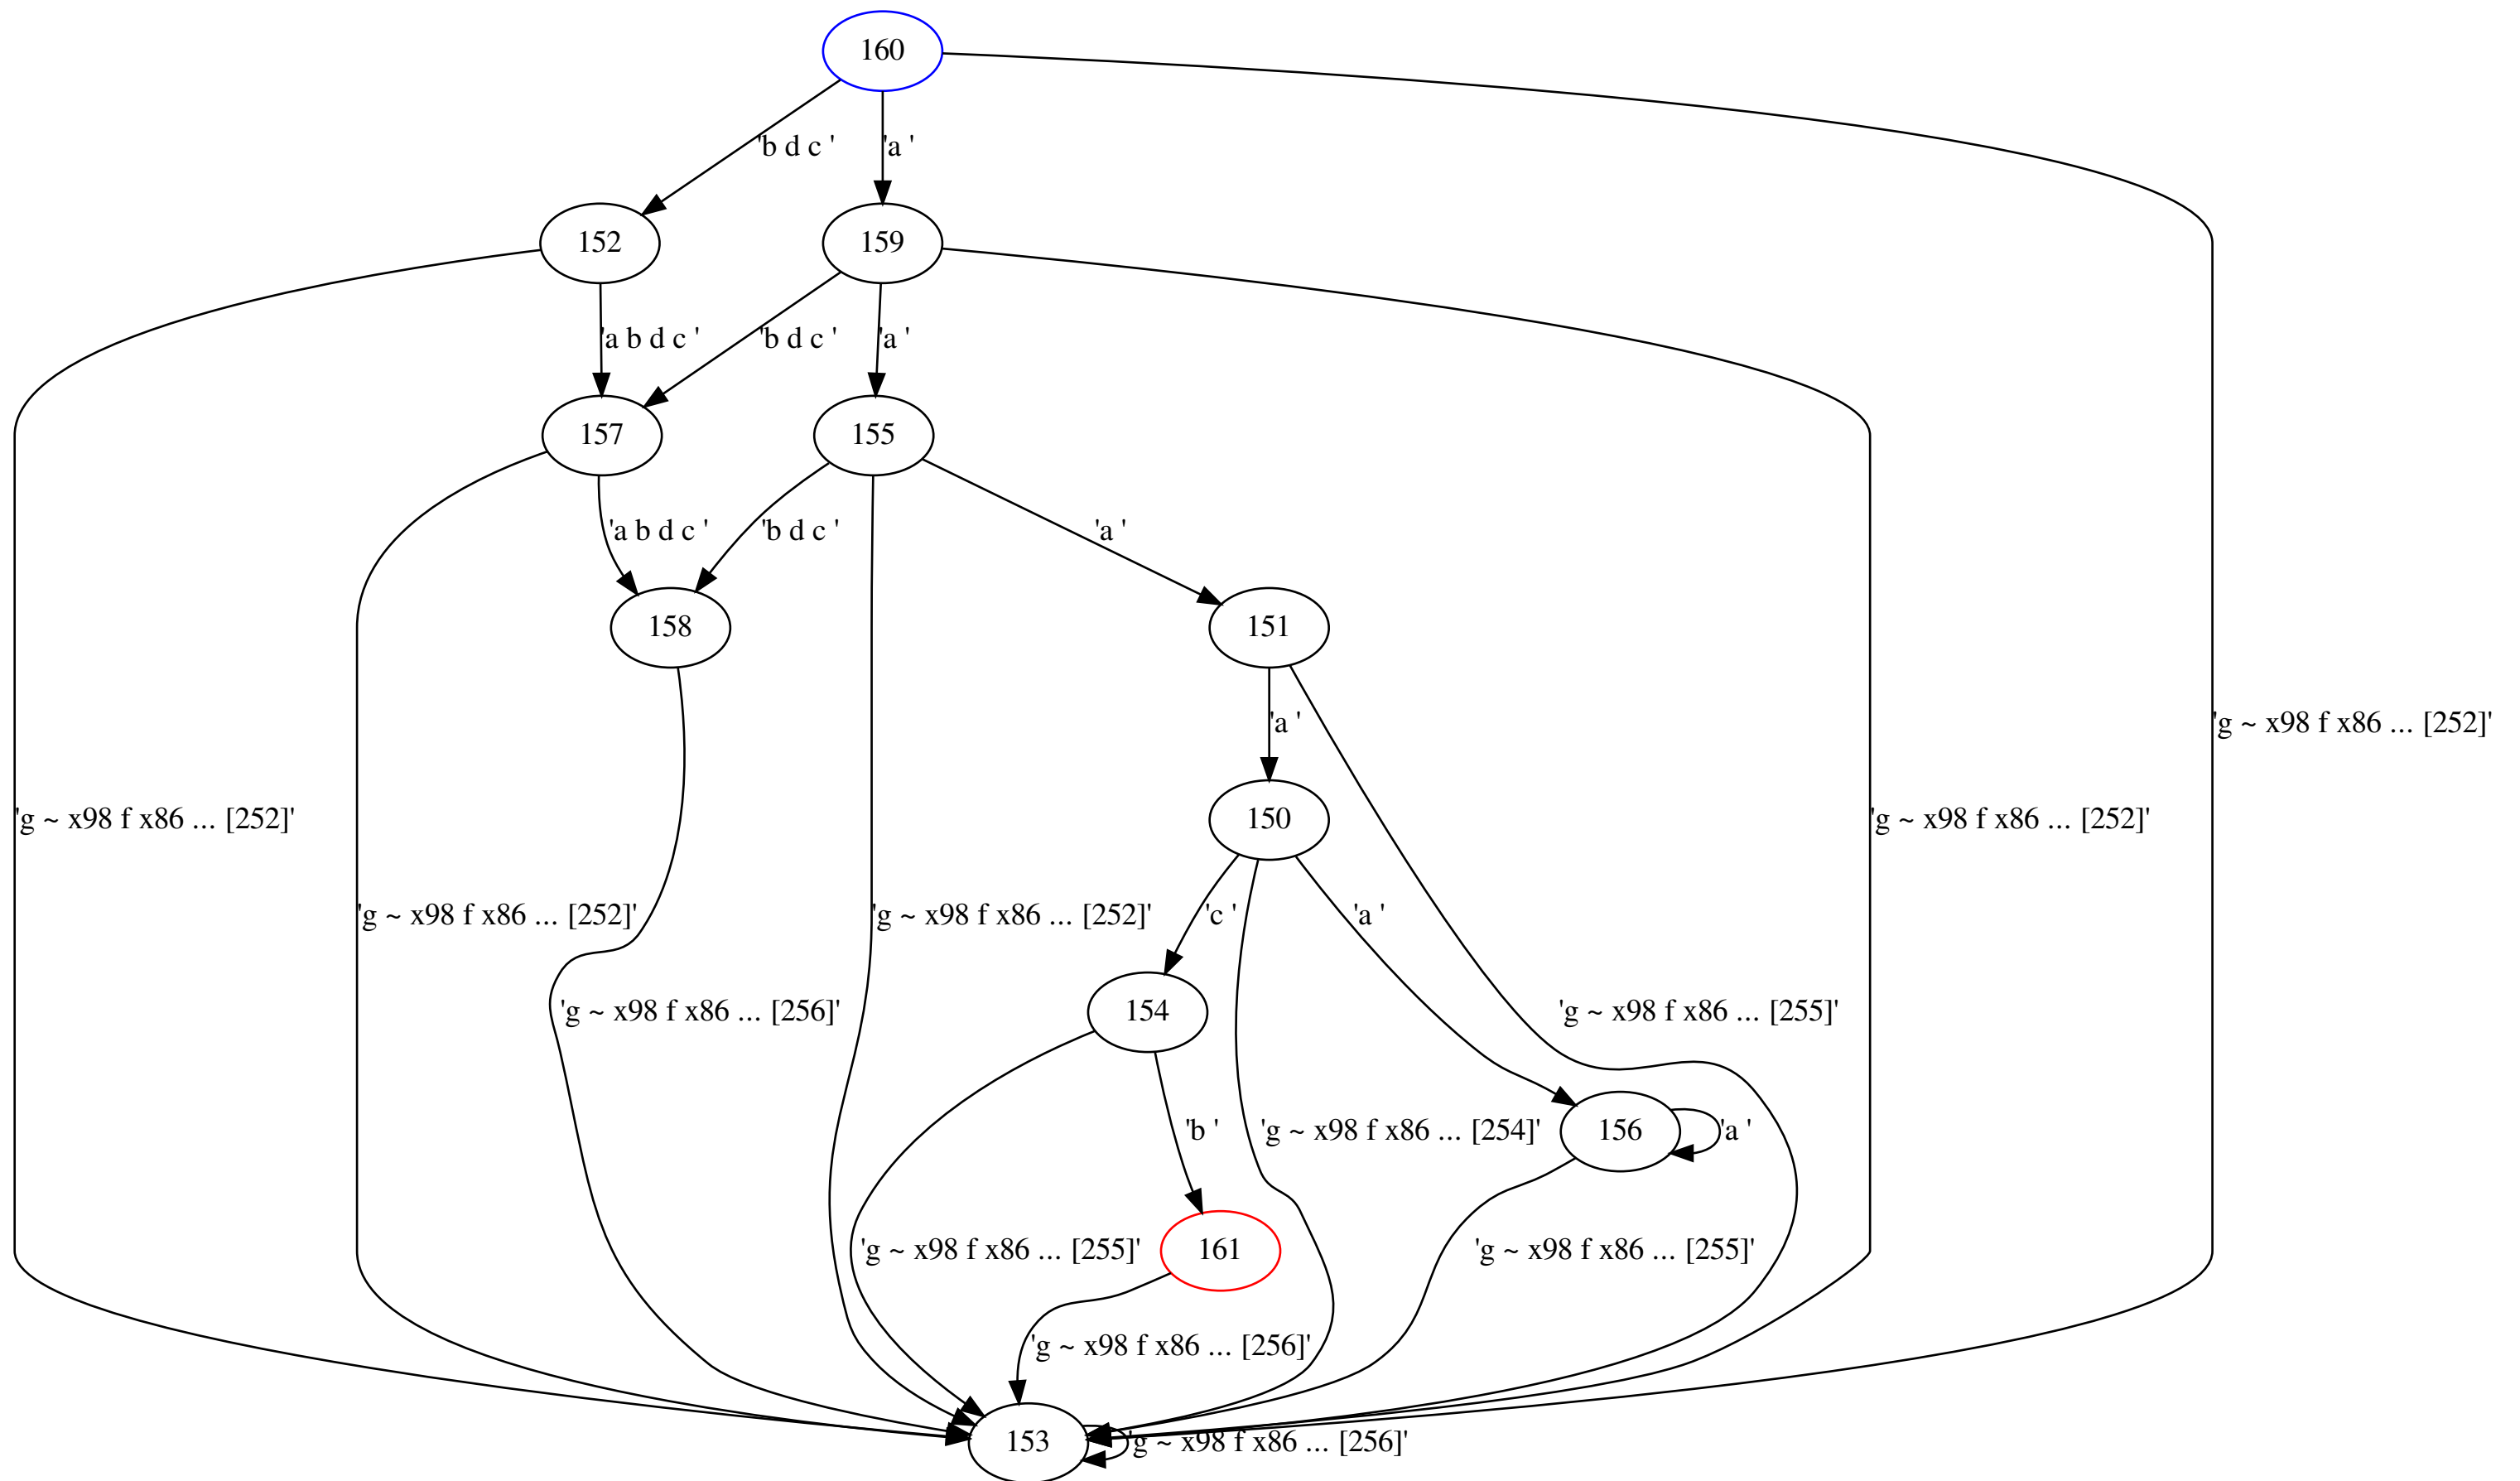 160
'b d c '
'a '
152
159
'a b d c '
'b d c '
'a '
157
155
'a b d c '
'b d c '
'a '
158
151
'a '
'g ~ x98 f x86 ... [252]'
'g ~ x98 f x86 ... [252]'
150
'g ~ x98 f x86 ... [252]'
'g ~ x98 f x86 ... [252]'
'g ~ x98 f x86 ... [252]'
'c '
'a '
'g ~ x98 f x86 ... [256]'
154
'g ~ x98 f x86 ... [255]'
'b '
'g ~ x98 f x86 ... [254]'
156
'a '
'g ~ x98 f x86 ... [255]'
161
'g ~ x98 f x86 ... [255]'
'g ~ x98 f x86 ... [256]'
153
'g ~ x98 f x86 ... [256]'